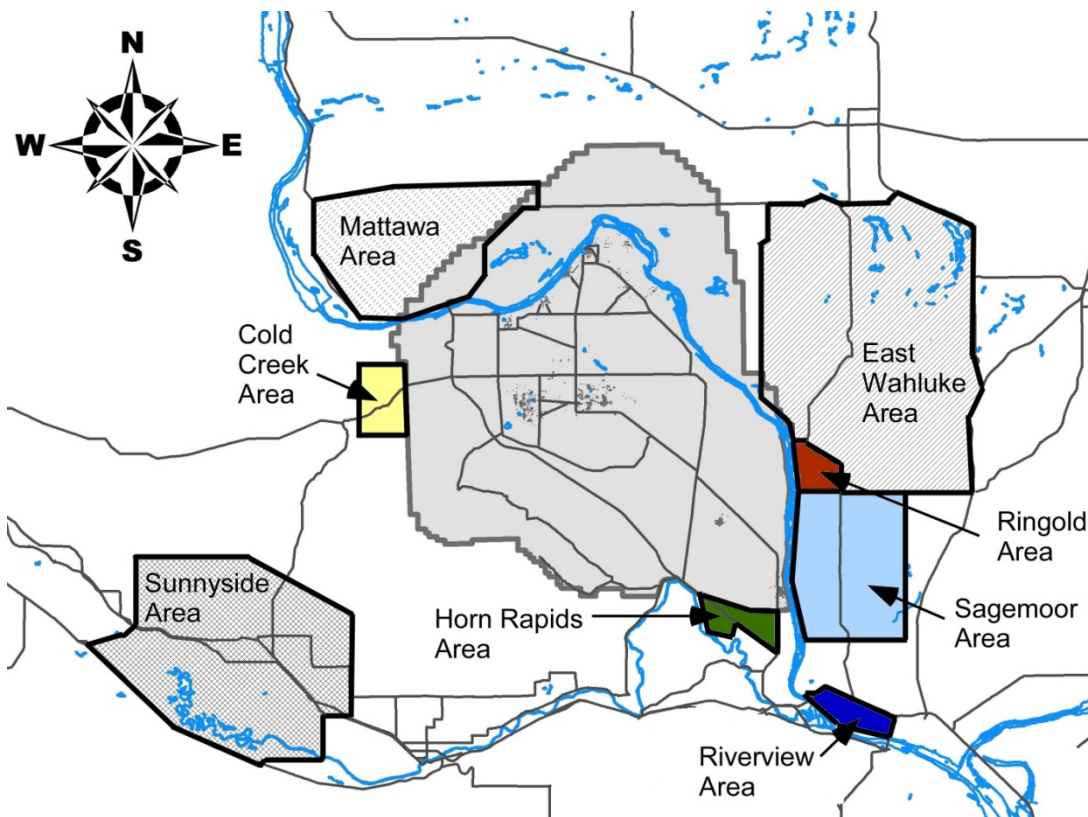 N
W
E
S
Mattawa
Area
Cold
Creek
Area
East
Wahluke
Area
Ringold
Area
Sunnyside
Area
Horn Rapids
Area
Sagemoor
Area
Riverview
Area